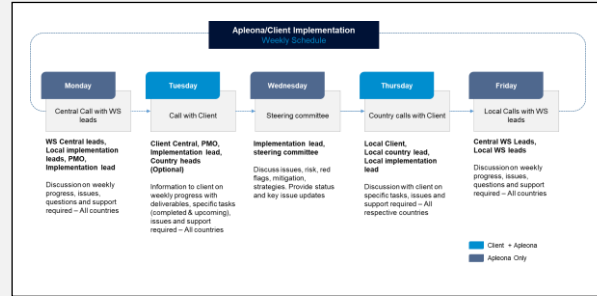 Apleona/Client Implementation
Weekly Schedule
Monday
Central Call with WS
leads
WS Central leads,
Local implementation
leads, PMO,
Implementation lead
Discussion on weekly
progress, issues,
questions and support
required – All countries
Tuesday
Call with Client
Client Central, PMO,
Implementation lead,
Country heads
(Optional)
Information to client on
weekly progress with
deliverables, specific tasks
(completed & upcoming),
issues and support
required – All countries
Wednesday
Steering committee
Implementation lead,
steering committee
Discuss issues, risk, red
flags, mitigation,
strategies. Provide status
and key issue updates
Thursday
Country calls with Client
Local Client,
Local country lead,
Local implementation
lead
Discussion with client on
specific tasks, issues and
support required – All
respective countries
Friday
Local Calls with WS
leads
Central WS Leads,
Local WS leads
Discussion on weekly
progress, issues,
questions and support
required – All countries
Client + Apleona
Apleona Only